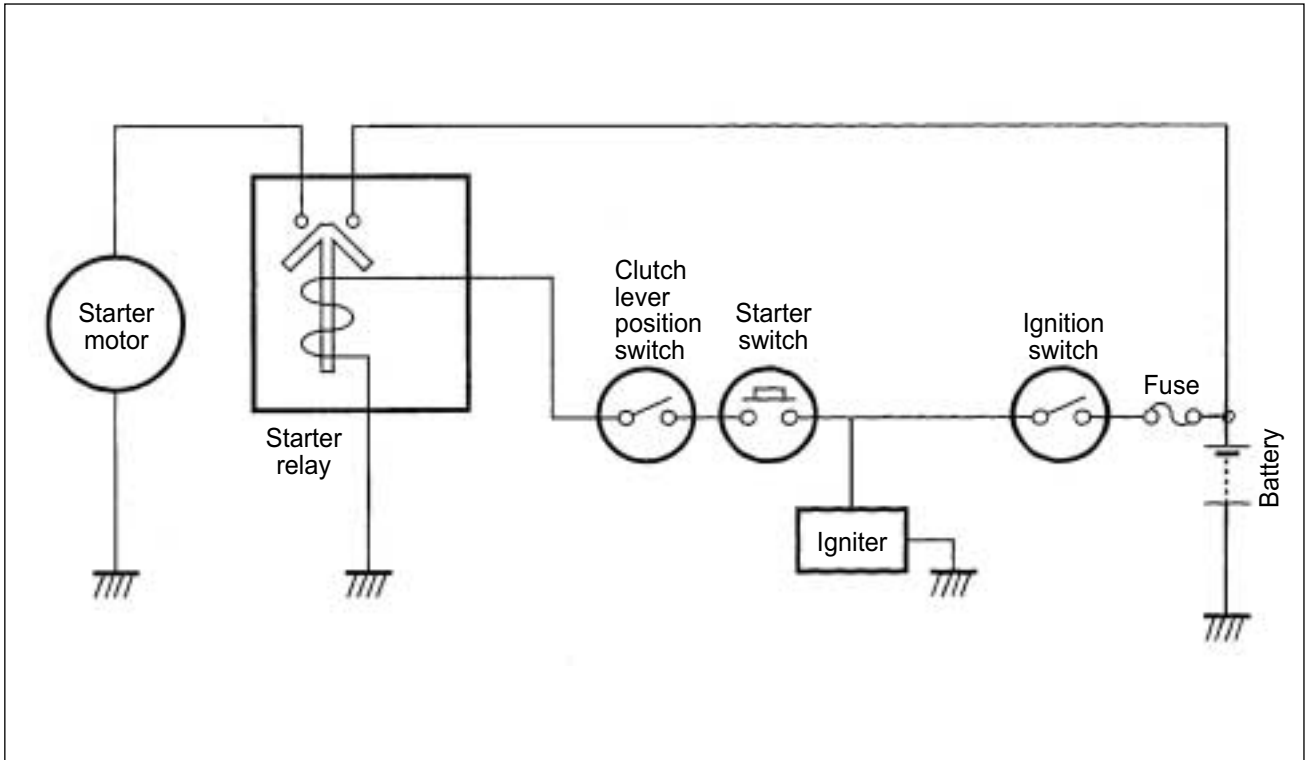 Starter
motor
Starter
relay
Clutch
lever
position
switch
Starter
switch
Igniter
Ignition
switch
Fuse
Battery